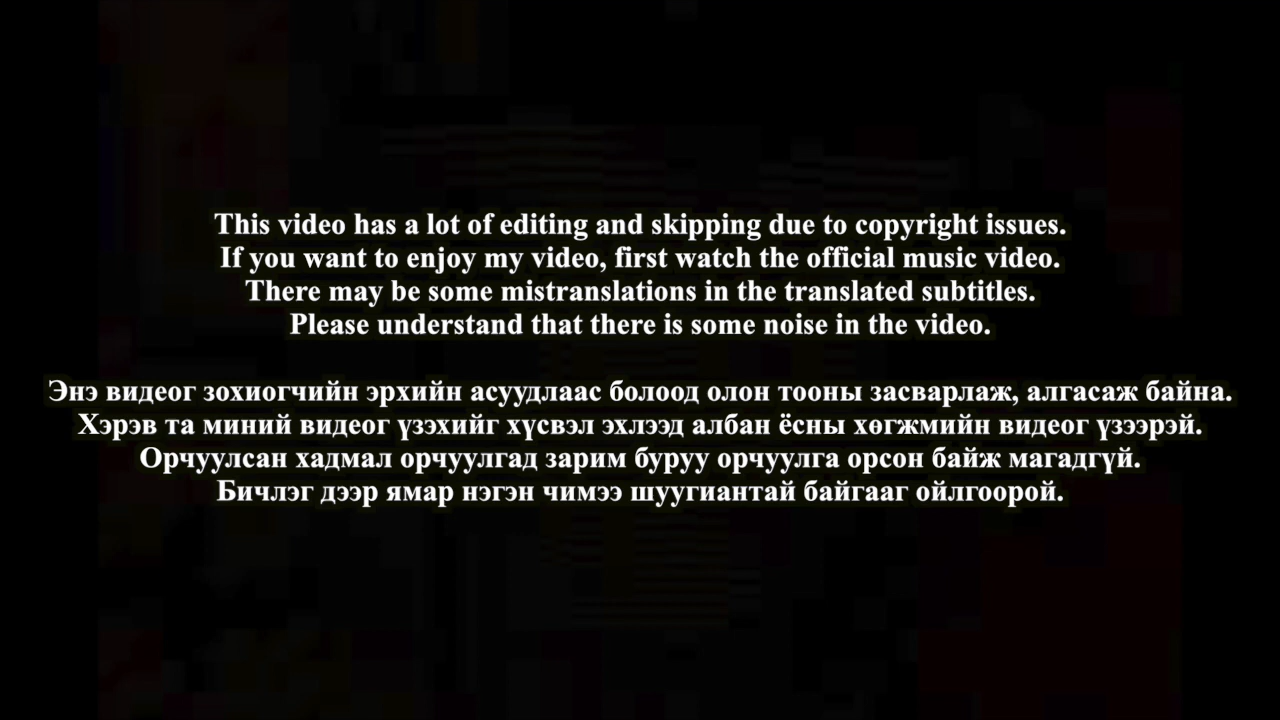 This video has a lot of editing and skipping due to copyright issues.
If you want to enjoy my video, first watch the official music video.
There may be some mistranslations in the translated subtitles.
Please understand that there is some noise in the video.
Энэ видеог зохиогчийн эрхийн асуудлаас болоод олон тооны засварлаж, алгасаж байна.
Хэрэв та миний видеог үзэхийг хүсвэл эхлээд албан ёсны хөгжмийн видеог үзээрэй.
Орчуулсан хадмал орчуулгад зарим буруу орчуулга орсон байж магадгүй.
Бичлэг дээр ямар нэгэн чимээ шуугиантай байгааг ойлгоорой.